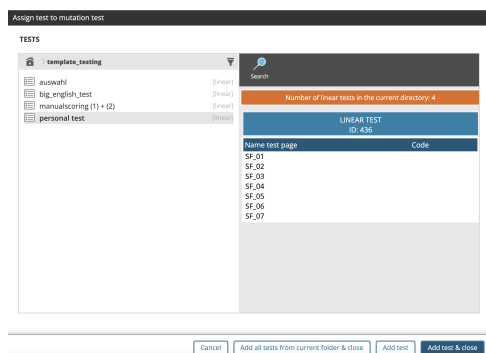 Assign test to mutation test
TESTS
template_testing
Search
auswahl [linear]
big_english_test [linear]
manualscoring (1) + (2) [linear]
personal test [linear]
Number of linear tests in the current directory: 4
LINEAR TEST
ID: 436
Name test page Code
SF_01
SF_02
SF_03
SF_04
SF_05
SF_06
SF_07
Cancel Add all tests from current folder & close Add test Add test & close